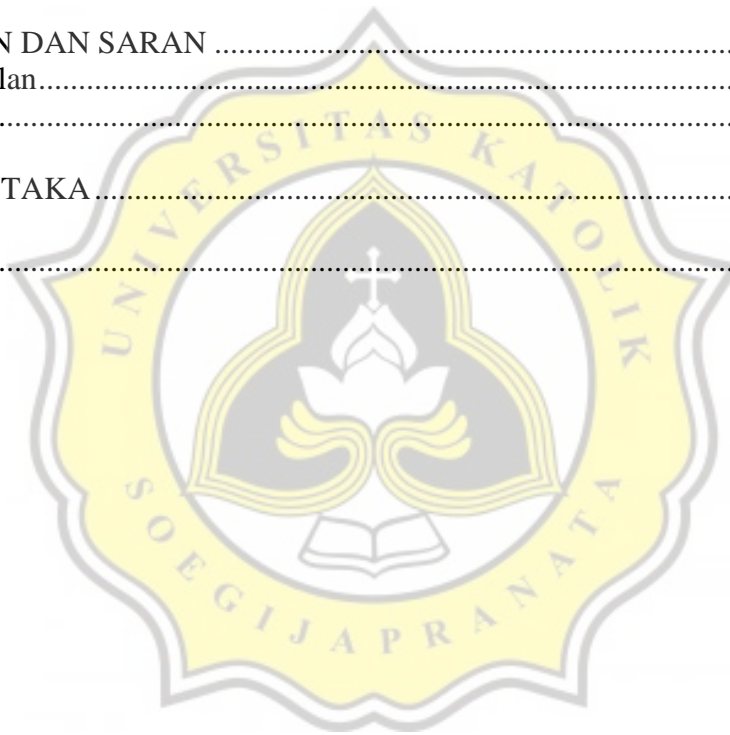 N DAN SARAN ........................................................................
lan..........................................................................................
.................................................................................................
TAKA ....................................................................................
.................................................................................................
UNIVERSITAS KATOLIK
SOEGIJAPRANATA